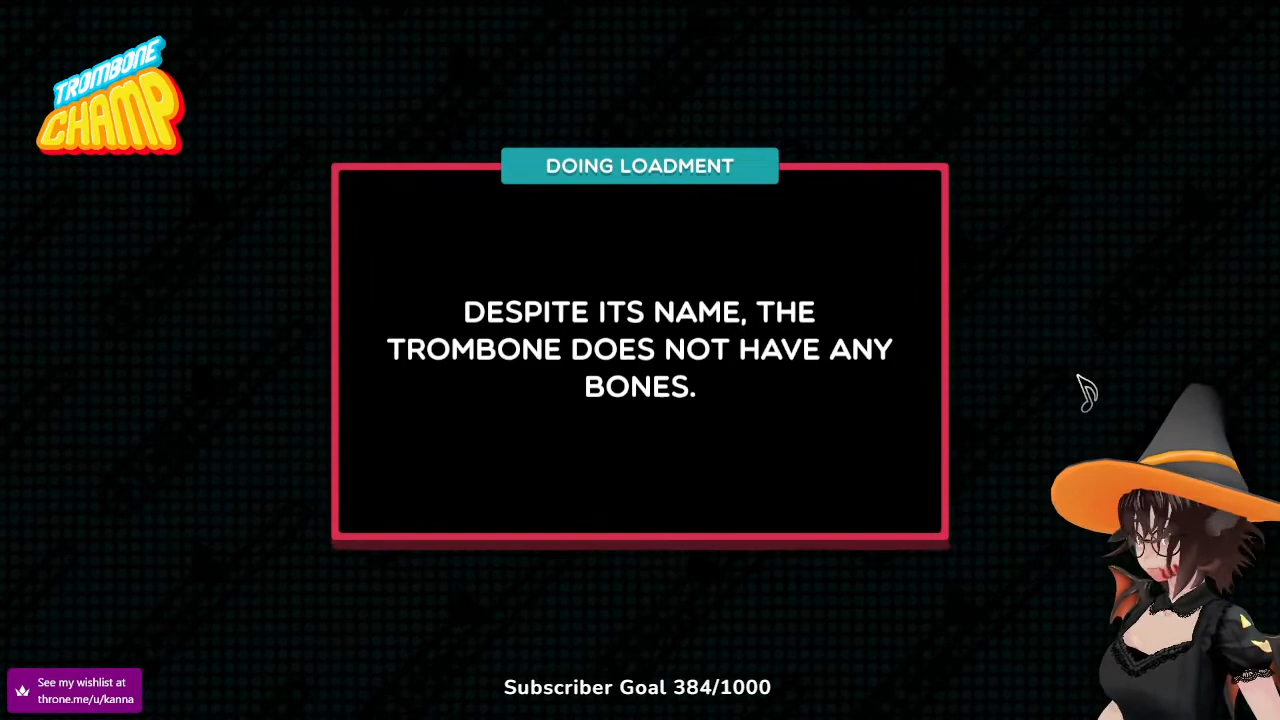 TROMBONE
CHAMP
DOING LOADMENT
DESPITE ITS NAME, THE
TROMBONE DOES NOT HAVE ANY
BONES.
See my wishlist at
throne.me/u/kanna
Subscriber Goal 384/1000